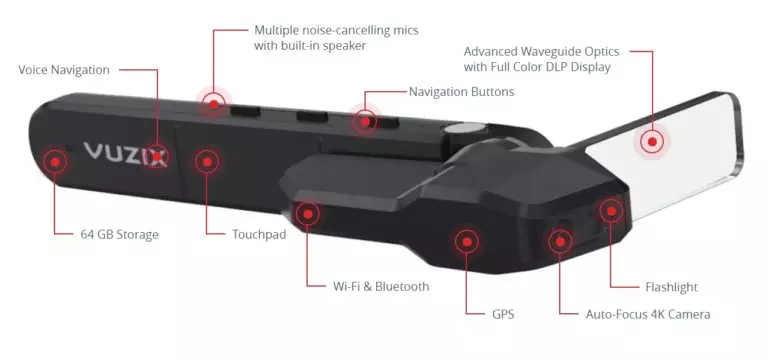 Multiple noise-cancelling mics
with built-in speaker
Advanced Waveguide Optics
with Full Color DLP Display
Voice Navigation
Navigation Buttons
VUZIX
64 GB Storage
Touchpad
Wi-Fi & Bluetooth
GPS
Flashlight
Auto-Focus 4K Camera